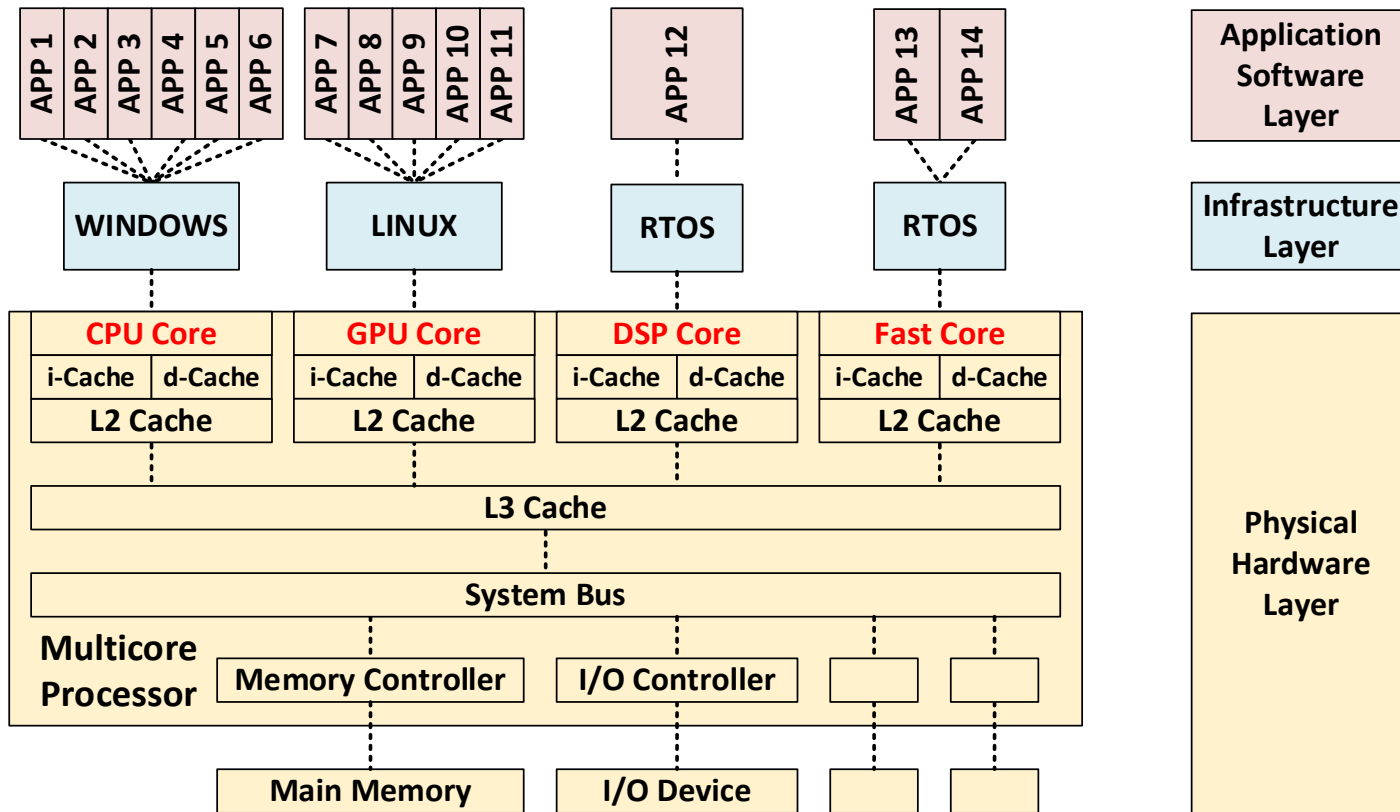 APP 1
APP 2
APP 3
APP 4
APP 5
APP 6
APP 7
APP 8
APP 9
APP 10
APP 11
APP 12
APP 13
APP 14
Application
Software
Layer
WINDOWS
LINUX
RTOS
RTOS
Infrastructure
Layer
CPU Core
GPU Core
DSP Core
Fast Core
i-Cache
d-Cache
i-Cache
d-Cache
i-Cache
d-Cache
i-Cache
d-Cache
L2 Cache
L2 Cache
L2 Cache
L2 Cache
L3 Cache
System Bus
Multicore
Processor
Memory Controller
I/O Controller
Main Memory
I/O Device
Physical
Hardware
Layer